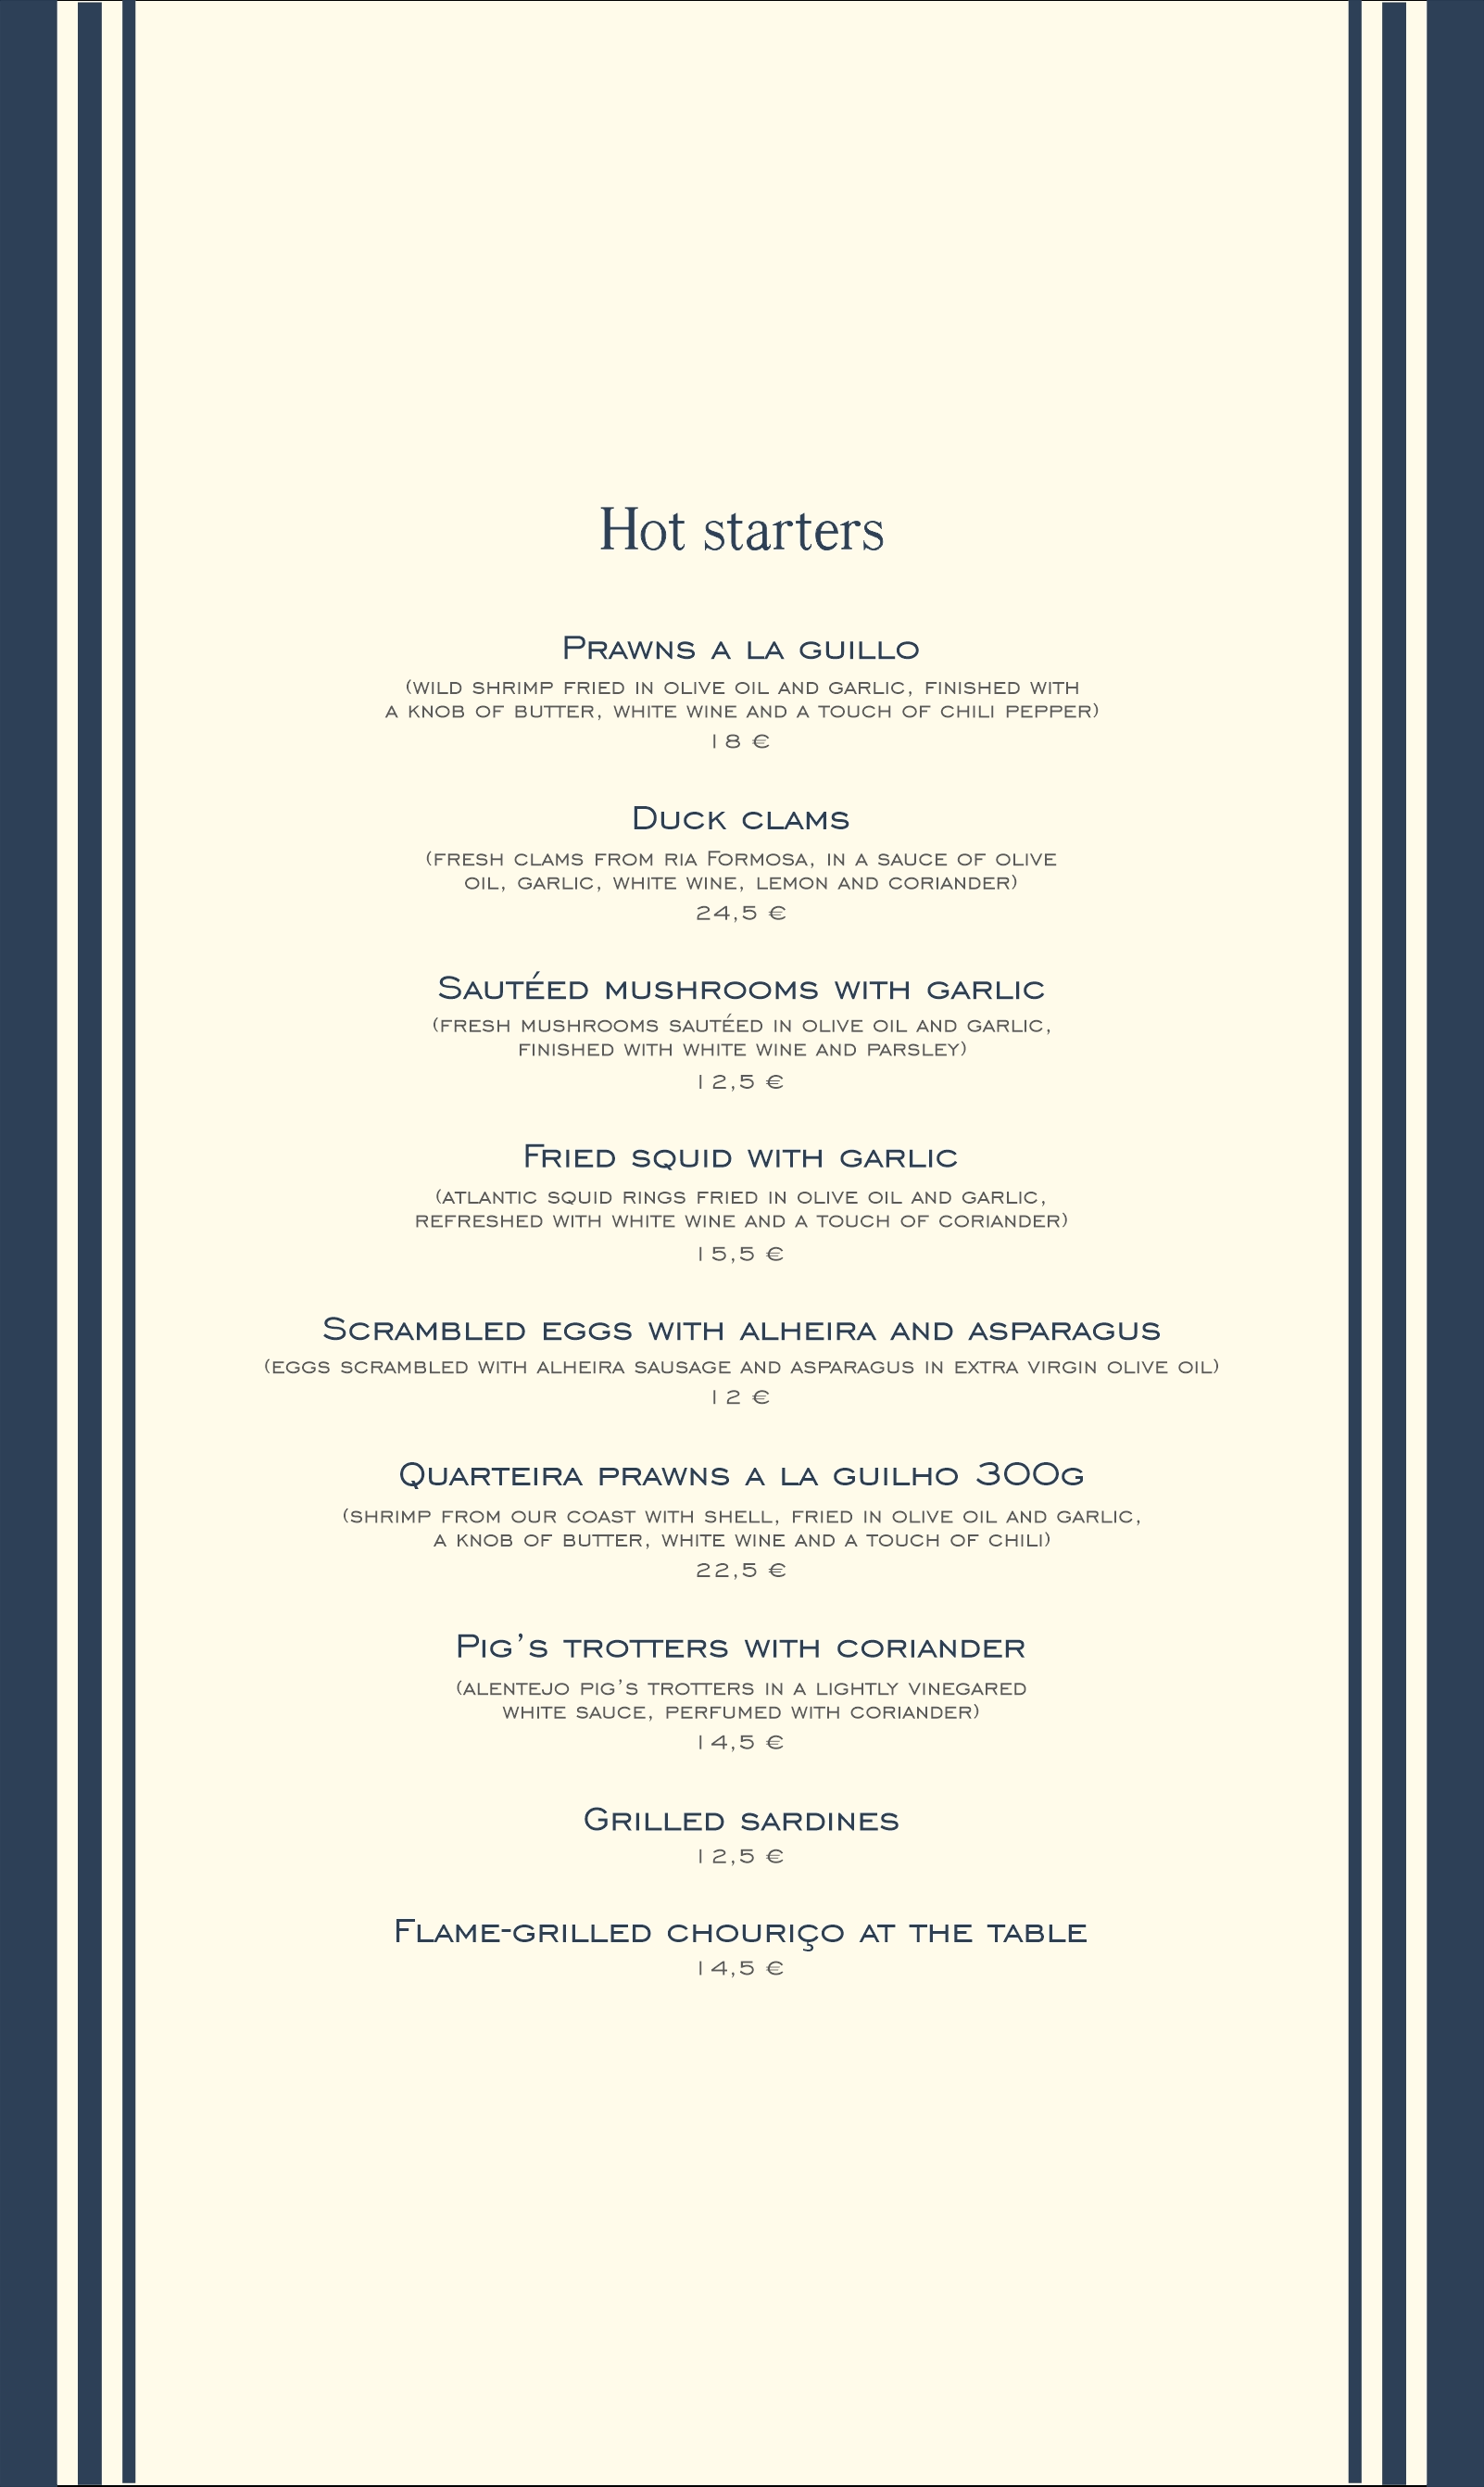 Hot starters
Prawns a la guillo
(wild shrimp fried in olive oil and garlic, finished with
a knob of butter, white wine and a touch of chili pepper)
18 €
Duck clams
(fresh clams from ria Formosa, in a sauce of olive
oil, garlic, white wine, lemon and coriander)
24,5 €
Sautéed mushrooms with garlic
(fresh mushrooms sautéed in olive oil and garlic,
finished with white wine and parsley)
12,5 €
Fried squid with garlic
(atlantic squid rings fried in olive oil and garlic,
refreshed with white wine and a touch of coriander)
15,5 €
Scrambled eggs with alheira and asparagus
(eggs scrambled with alheira sausage and asparagus in extra virgin olive oil)
12 €
Quarteira prawns a la guilho 300g
(shrimp from our coast with shell, fried in olive oil and garlic,
a knob of butter, white wine and a touch of chili)
22,5 €
Pig’s trotters with coriander
(alentejo pig’s trotters in a lightly vinegared
white sauce, perfumed with coriander)
14,5 €
Grilled sardines
12,5 €
Flame-grilled chouriço at the table
14,5 €